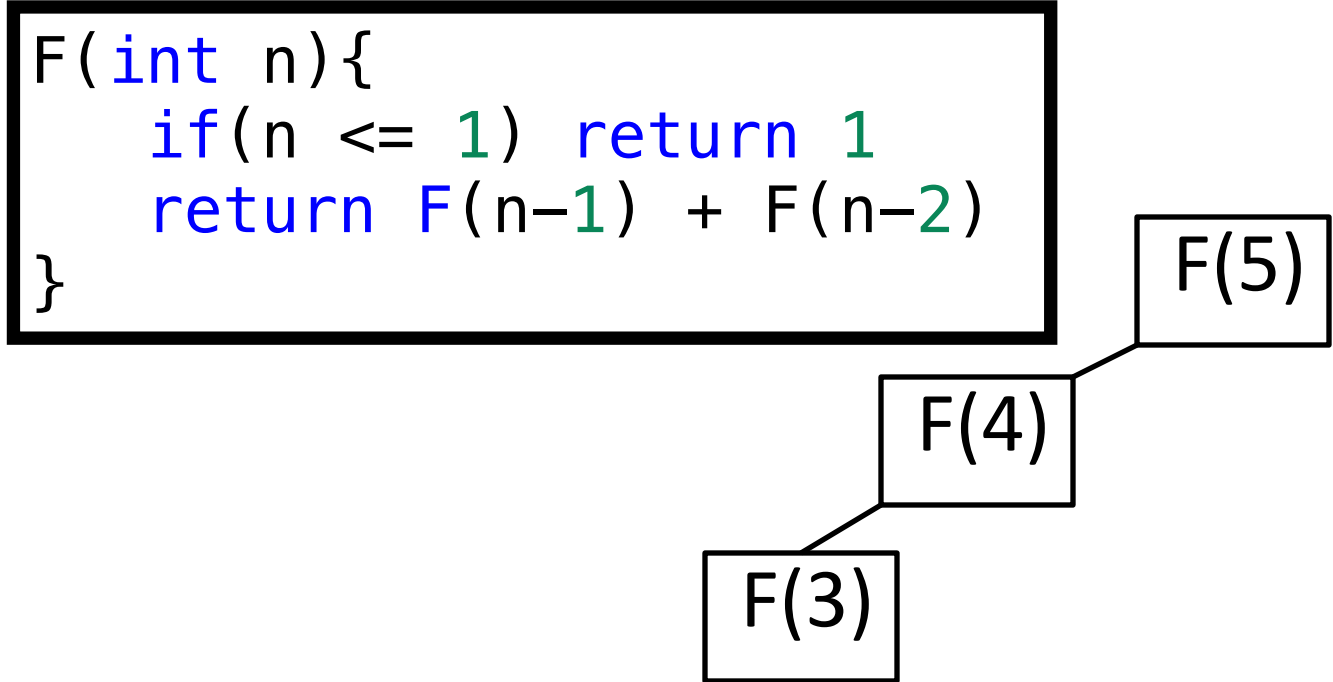 F(int n){
if(n <= 1) return 1
return F(n-1) + F(n-2)
}
F(5)
F(4)
F(3)